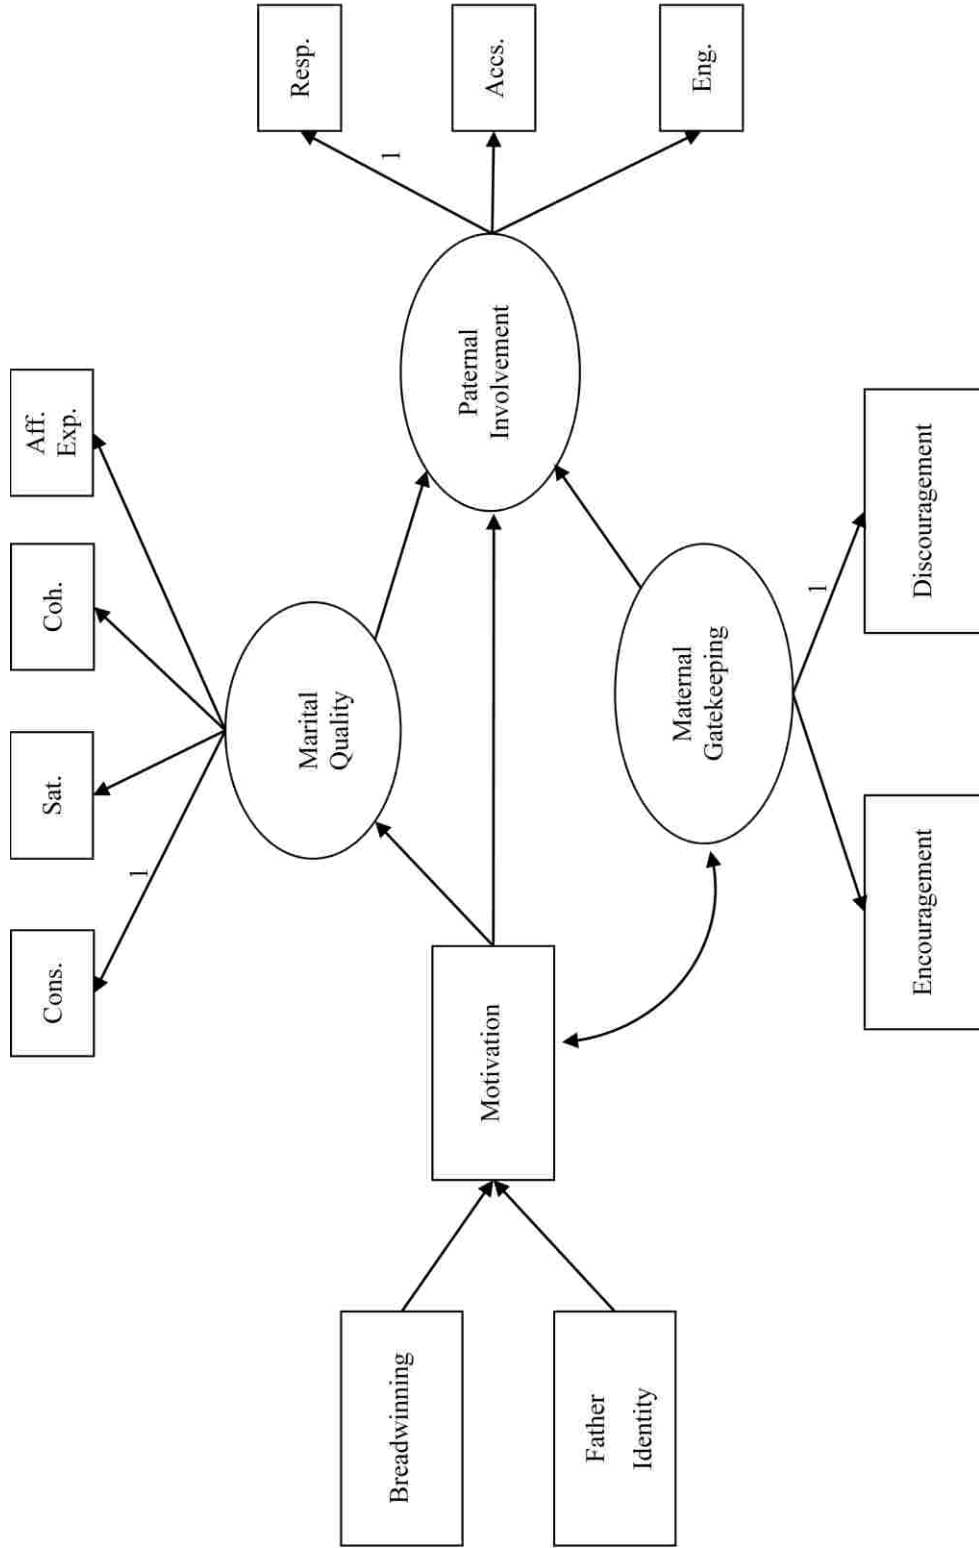 Cons.
Sat.
Coh.
Aff.
Exp.
1
Marital
Quality
Resp.
1
Breadwinning
Motivation
Paternal
Involvement
Accs.
Father
Identity
Maternal
Gatekeeping
Eng.
1
Encouragement
Discouragement